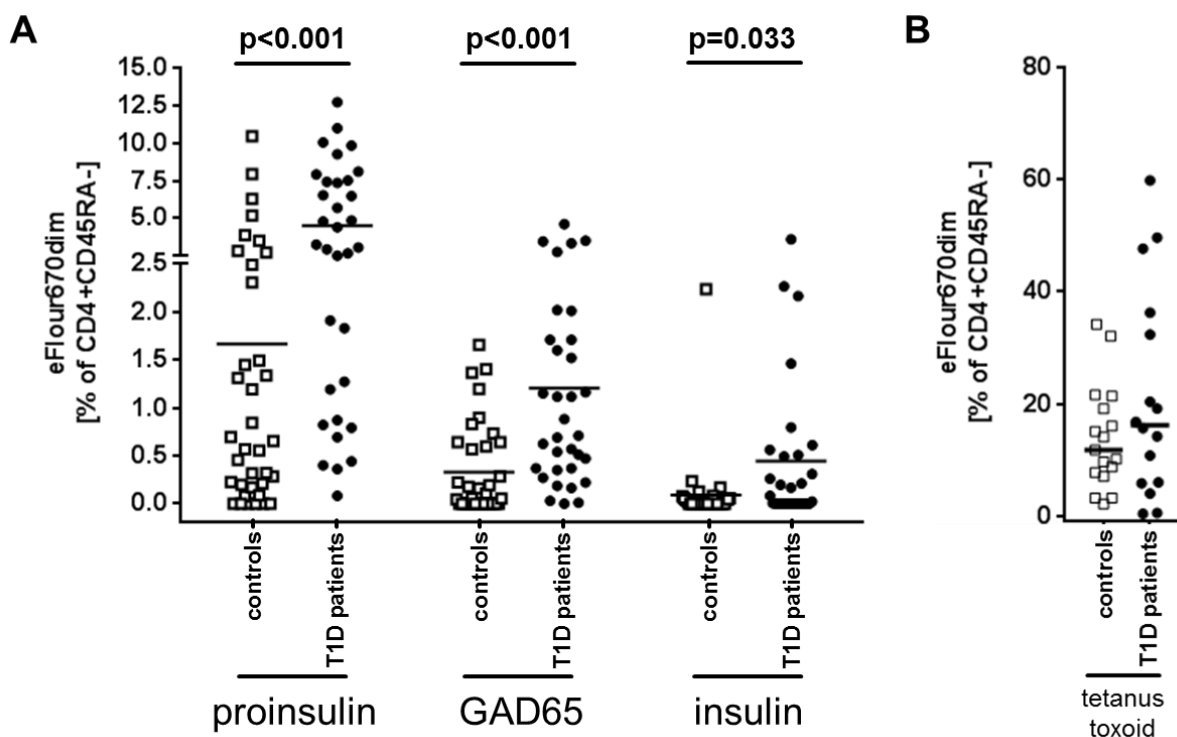 A
p<0.001
p<0.001
p=0.033
eFlour670dim
[% of CD4+CD45RA-]
15.0
12.5
10.0
7.5
5.0
2.5
2.0
1.5
1.0
0.5
0.0
controls
T1D patients
controls
T1D patients
controls
T1D patients
proinsulin
GAD65
insulin
B
eFlour670dim
[% of CD4+CD45RA-]
80
60
40
20
0
controls
T1D patients
tetanus
toxoid